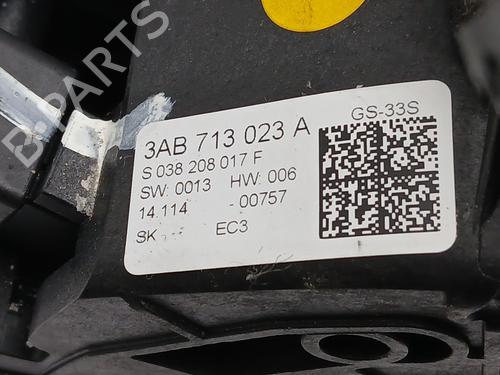 B-PARTS
GS-33S
3AB 713 023 A
S 038 208 017 F
SW: 0013 HW: 006
14.114 - 00757
SK EC3